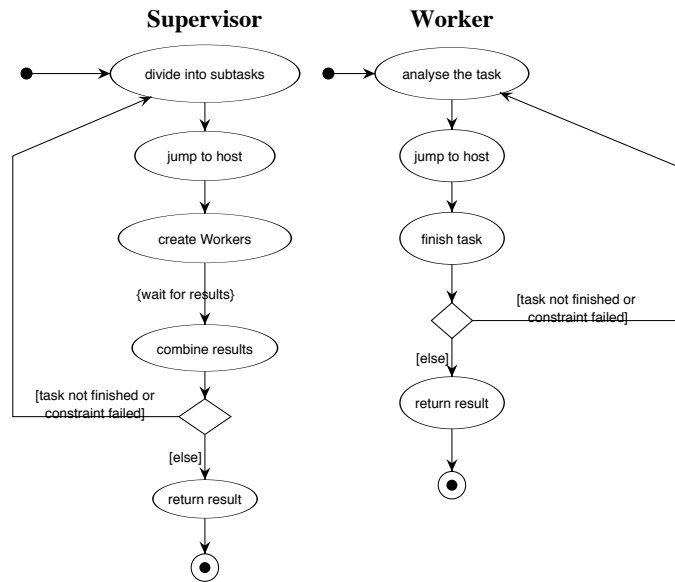 Supervisor
divide into subtasks
jump to host
create Workers
{wait for results}
combine results
[task not finished or
constraint failed]
[else]
return result
Worker
analyse the task
jump to host
finish task
[task not finished or
constraint failed]
[else]
return result